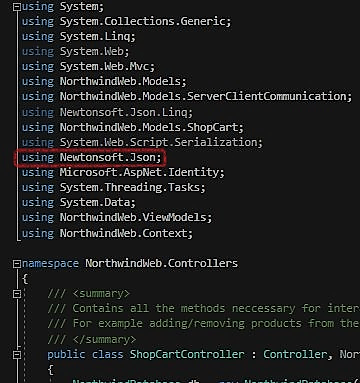 using System;
using System.Collections.Generic;
using System.Linq;
using System.Web;
using System.Web.Mvc;
using NorthwindWeb.Models;
using NorthwindWeb.Models.ServerClientCommunication;
using Newtonsoft.Json.Linq;
using NorthwindWeb.Models.ShopCart;
using System.Web.Script.Serialization;
using Newtonsoft.Json;
using Microsoft.AspNet.Identity;
using System.Threading.Tasks;
using System.Data;
using NorthwindWeb.ViewModels;
using NorthwindWeb.Context;
namespace NorthwindWeb.Controllers
{
/// <summary>
/// Contains all the methods neccessary for inter
/// For example adding/removing products from the
/// </summary>
public class ShopCartController : Controller, Nor
{